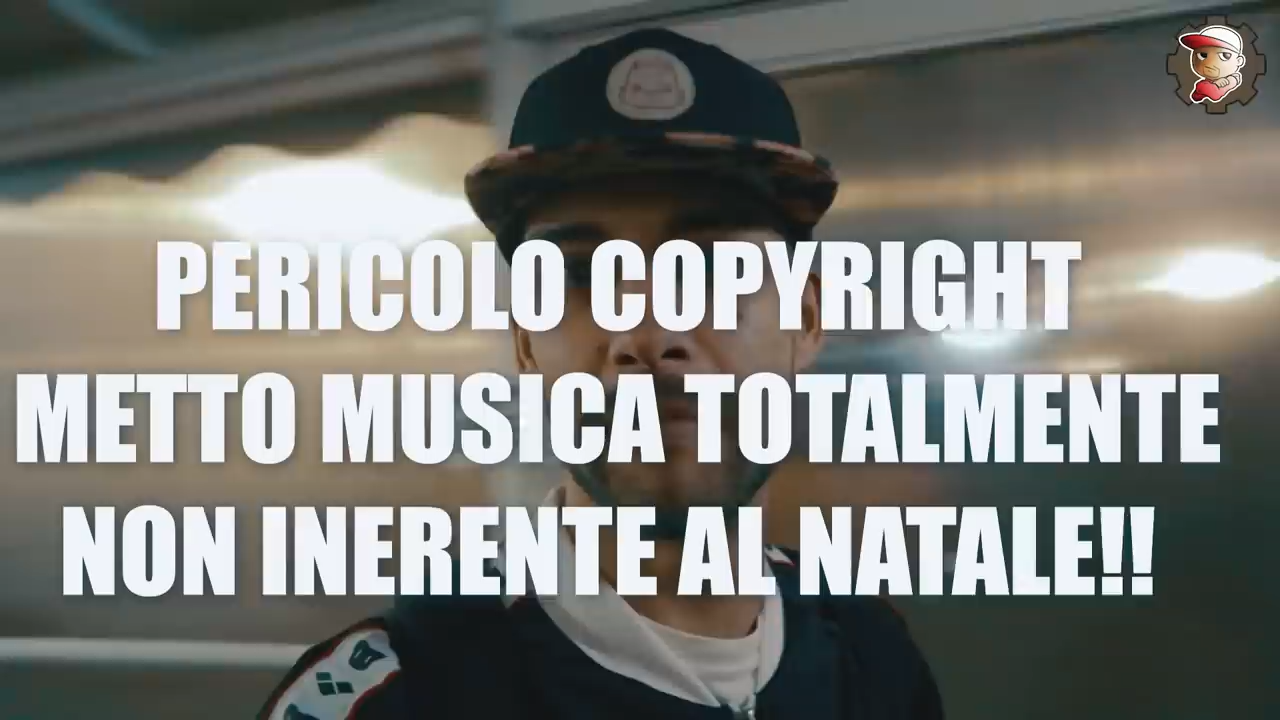 PERICOLO COPYRIGHT
METTO MUSICA TOTALMENTE
NON INERENTE AL NATALE!!